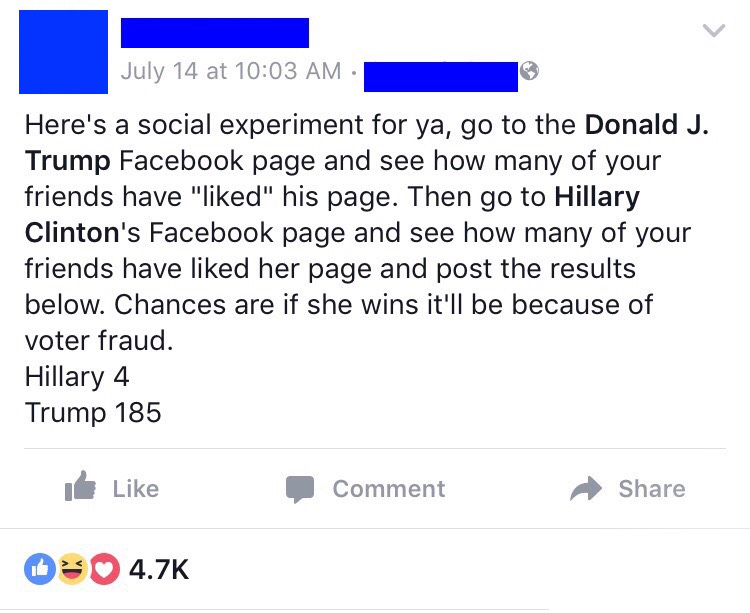 July 14 at 10:03 AM ·
Here's a social experiment for ya, go to the Donald J.
Trump Facebook page and see how many of your
friends have "liked" his page. Then go to Hillary
Clinton's Facebook page and see how many of your
friends have liked her page and post the results
below. Chances are if she wins it'll be because of
voter fraud.
Hillary 4
Trump 185
Like Comment Share
4.7K